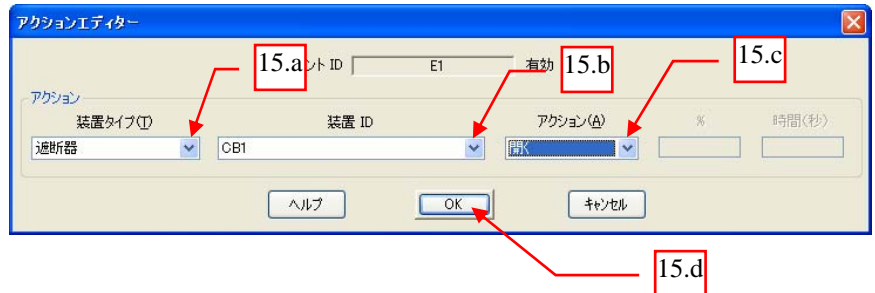 アクションエディター
15.a ント ID E1 有効 15.b 15.c
アクション
装置タイプ(T) 装置 ID アクション(A) % 時間(秒)
遮断器 CB1 開く
ヘルプ OK キャンセル
15.d